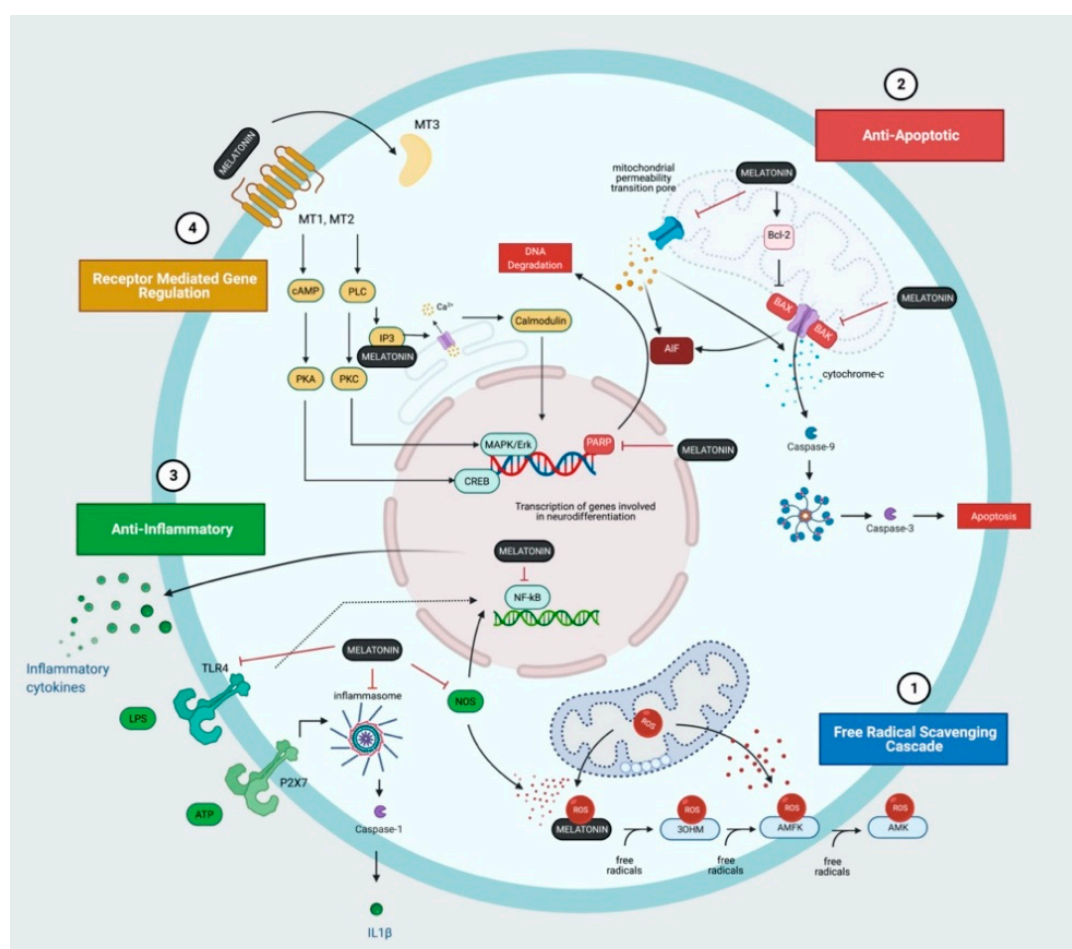 2
Anti-Apoptotic
MELATONIN
MT3
mitochondrial
permeability
transition pore
MELATONIN
MT1, MT2
Bcl-2
4
Receptor Mediated Gene
Regulation
DNA
Degradation
cAMP
PLC
Ca²⁺
BAX
BAK
MELATONIN
IP3
MELATONIN
Calmodulin
AIF
cytochrome-c
PKA
PKC
MAPK/Erk
PARP
MELATONIN
Caspase-9
CREB
Transcription of genes involved
in neurodifferentiation
3
Anti-Inflammatory
Caspase-3
Apoptosis
MELATONIN
NF-kB
Inflammatory
cytokines
TLR4
MELATONIN
inflammasome
NOS
LPS
1
Free Radical Scavenging
Cascade
ROS
P2X7
ATP
Caspase-1
ROS
MELATONIN
ROS
3OHM
ROS
AMFK
ROS
AMK
free
radicals
free
radicals
free
radicals
IL1β